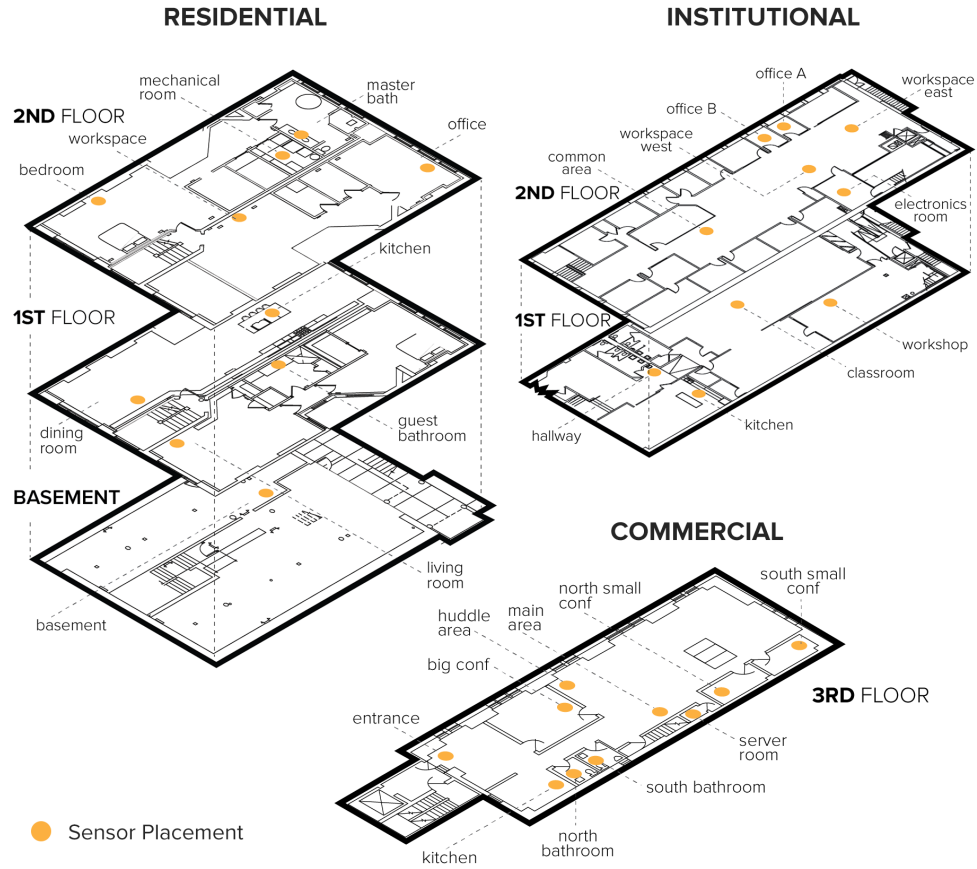 RESIDENTIAL
INSTITUTIONAL
mechanical
room
master
bath
2ND FLOOR
workspace
office
bedroom
kitchen
1ST FLOOR
dining
room
guest
bathroom
BASEMENT
living
room
basement
office A
workspace
east
office B
workspace
west
common
area
2ND FLOOR
electronics
room
1ST FLOOR
workshop
classroom
hallway
kitchen
COMMERCIAL
south small
conf
north small
conf
main
area
huddle
area
big conf
3RD FLOOR
entrance
server
room
south bathroom
north
bathroom
kitchen
Sensor Placement